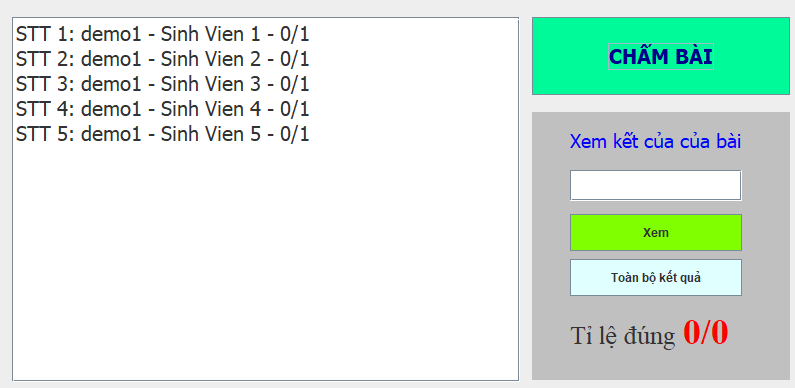 STT 1: demo1 - Sinh Vien 1 - 0/1
STT 2: demo1 - Sinh Vien 2 - 0/1
STT 3: demo1 - Sinh Vien 3 - 0/1
STT 4: demo1 - Sinh Vien 4 - 0/1
STT 5: demo1 - Sinh Vien 5 - 0/1
CHẤM BÀI
Xem kết của của bài
Xem
Toàn bộ kết quả
Tỉ lệ đúng 0/0